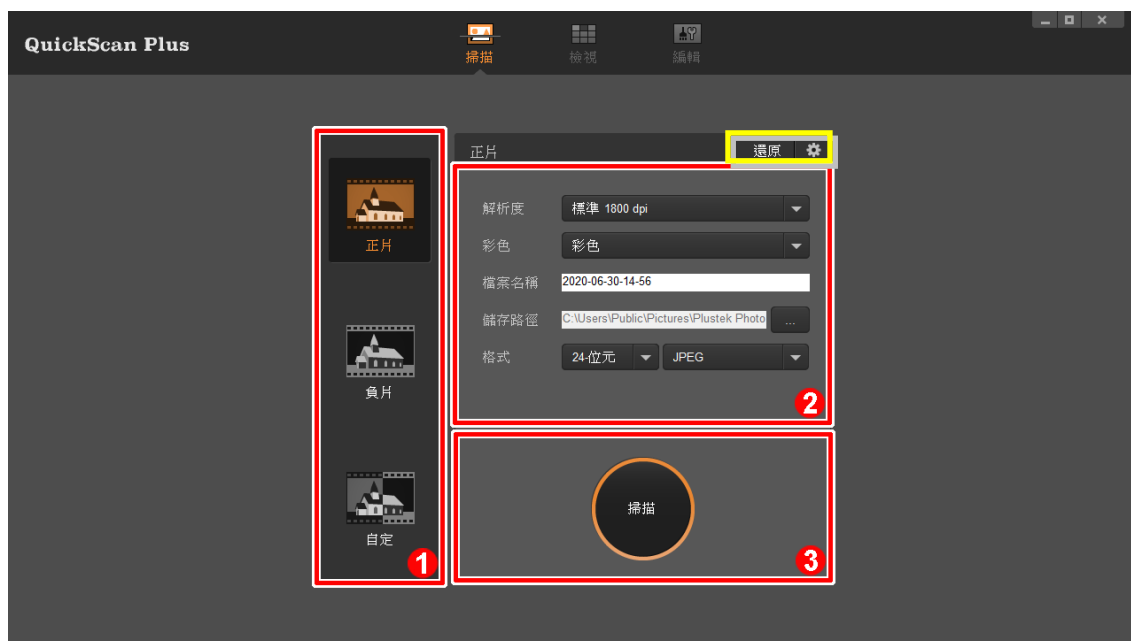 QuickScan Plus
掃描
檢視
編輯
正片
還原
正片
負片
自定
1
解析度
標準 1800 dpi
彩色
彩色
檔案名稱
2020-06-30-14-56
儲存路徑
C:\Users\Public\Pictures\Plustek Photo
...
格式
24-位元
JPEG
2
掃描
3